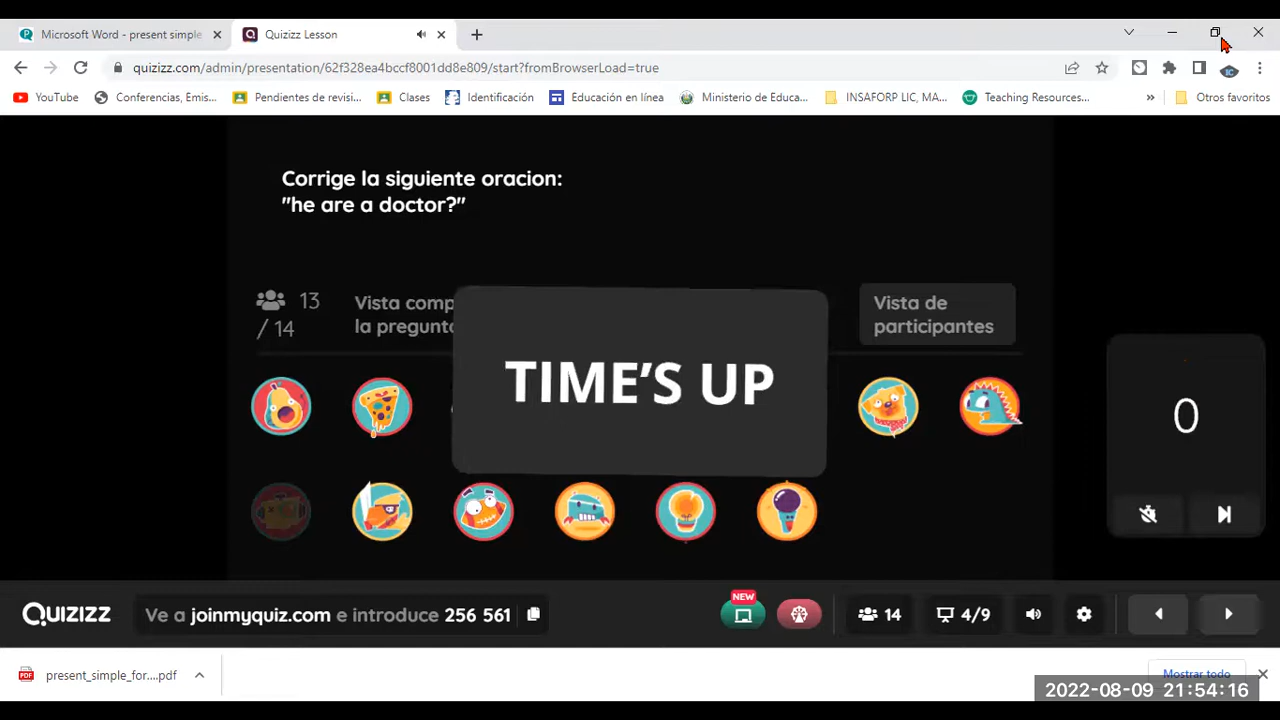 Microsoft Word - present simple
Quizizz Lesson
quizizz.com/admin/presentation/62f328ea4bccf8001dd8e809/start?fromBrowserLoad=true
YouTube
Conferencias, Emis...
Pendientes de revisi...
Clases
Identificación
Educación en línea
Ministerio de Educa...
INSAFORP LIC, MA...
Teaching Resources...
»
Otros favoritos
Corrige la siguiente oracion:
"he are a doctor?"
13
/ 14
Vista comp
la pregunt
Vista de
participantes
TIME'S UP
0
QUIZIZZ
Ve a joinmyquiz.com e introduce 256 561
NEW
14
4/9
present_simple_for....pdf
Mostrar todo
2022-08-09 21:54:16